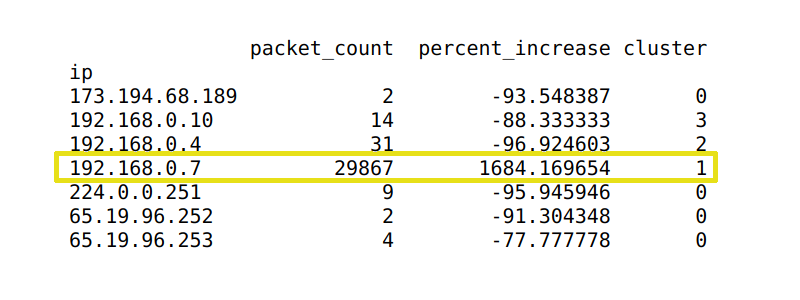 packet_count percent_increase cluster
ip
173.194.68.189 2 -93.548387 0
192.168.0.10 14 -88.333333 3
192.168.0.4 31 -96.924603 2
192.168.0.7 29867 1684.169654 1
224.0.0.251 9 -95.945946 0
65.19.96.252 2 -91.304348 0
65.19.96.253 4 -77.777778 0